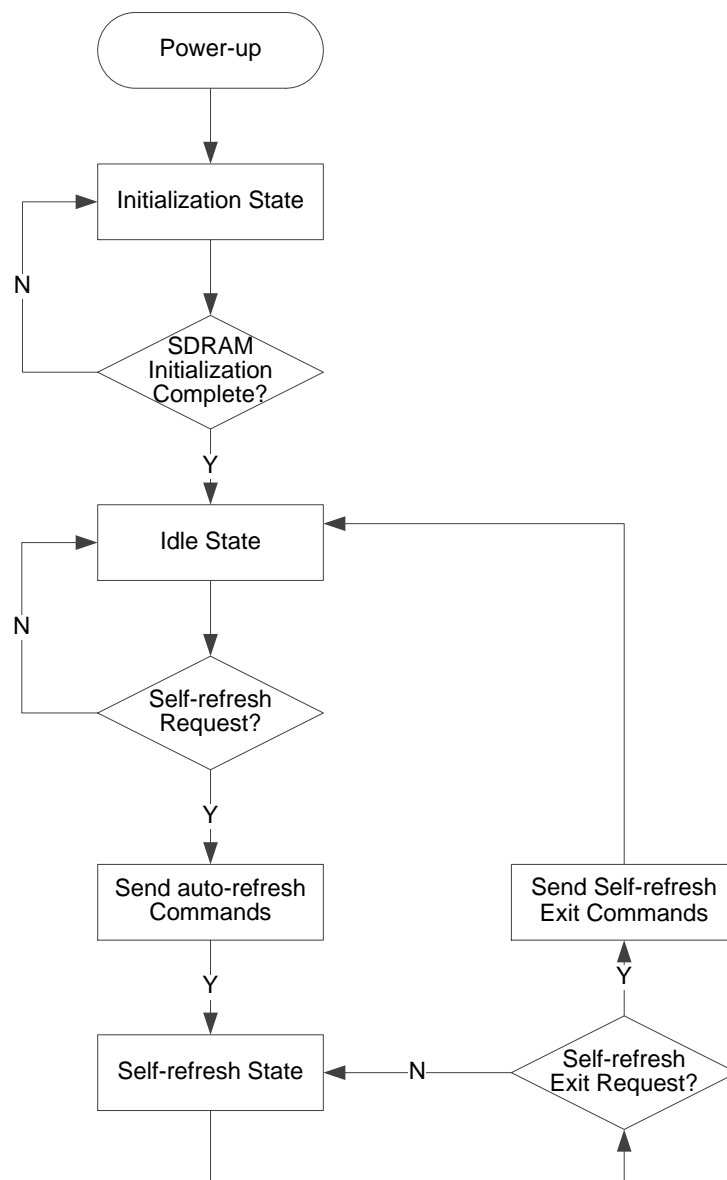 Power-up
Initialization State
N
SDRAM
Initialization
Complete?
Y
Idle State
N
Self-refresh
Request?
Y
Send auto-refresh
Commands
Send Self-refresh
Exit Commands
Y
Y
Self-refresh State
N
Self-refresh
Exit Request?